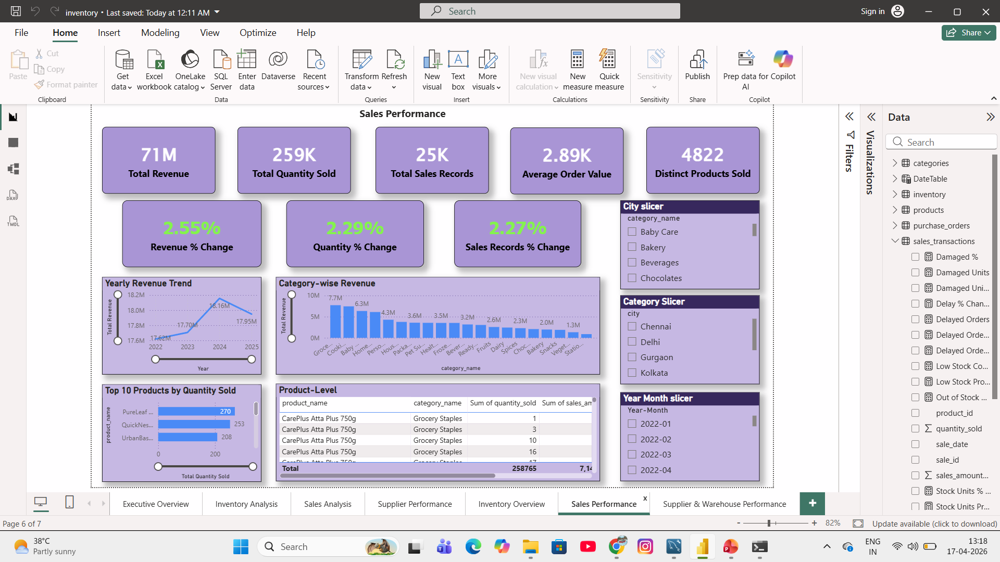 inventory • Last saved: Today at 12:11 AM
Search
Sign in
File
Home
Insert
Modeling
View
Optimize
Help
Share
Paste
Cut
Copy
Format painter
Clipboard
Get data
Excel workbook
OneLake catalog
SQL Server
Enter data
Dataverse
Recent sources
Data
Transform data
Refresh
Queries
New visual
Text box
More visuals
Insert
New visual calculation
New measure
Quick measure
Calculations
Sensitivity
Sensitivity
Publish
Share
Prep data for AI
Copilot
Copilot
DAX
TMDL
Sales Performance
71M
Total Revenue
259K
Total Quantity Sold
25K
Total Sales Records
2.89K
Average Order Value
4822
Distinct Products Sold
2.55%
Revenue % Change
2.29%
Quantity % Change
2.27%
Sales Records % Change
City slicer
category_name
Baby Care
Bakery
Beverages
Chocolates
Category Slicer
city
Chennai
Delhi
Gurgaon
Kolkata
Year Month slicer
Year-Month
2022-01
2022-02
2022-03
2022-04
Yearly Revenue Trend
Total Revenue
18.2M
18.0M
17.8M
17.6M
17.62M
17.70M
18.16M
17.95M
2022 2023 2024 2025
Year
Category-wise Revenue
Total Revenue
10M
5M
0M
7.7M
6.3M
4.3M
3.6M
3.5M
3.2M
2.6M
2.3M
2.0M
1.3M
Groce... Cooki... Baby ... Home... Perso... Hous... Packa... Pet Su... Healt... Froze... Bever... Ready... Fruits Dairy Spices Choc... Bakery Snacks Veget... Statio...
category_name
Top 10 Products by Quantity Sold
product_name
PureLeaf ... 270
QuickNes... 253
UrbanBas... 208
0 200
Total Quantity Sold
Product-Level
product_name category_name Sum of quantity_sold Sum of sales_am
CarePlus Atta Plus 750g Grocery Staples 1
CarePlus Atta Plus 750g Grocery Staples 3
CarePlus Atta Plus 750g Grocery Staples 10
CarePlus Atta Plus 750g Grocery Staples 16
CarePlus Atta Plus 750g Grocery Staples 17
Total 258765 7,14
Filters
Visualizations
Data
Search
categories
DateTable
inventory
products
purchase_orders
sales_transactions
Damaged %
Damaged Units
Damaged Uni...
Delay % Chan...
Delayed Orders
Delayed Orde...
Delayed Orde...
Low Stock Co...
Low Stock Pro...
Out of Stock ...
product_id
quantity_sold
sale_date
sale_id
sales_amount...
Stock Units % ...
Stock Units Pr...
Executive Overview
Inventory Analysis
Sales Analysis
Supplier Performance
Inventory Overview
Sales Performance
x
Supplier & Warehouse Performance
+
Page 6 of 7
- + 82%
Update available (click to download)
38°C
Partly sunny
Search
ENG
IN
13:18
17-04-2026